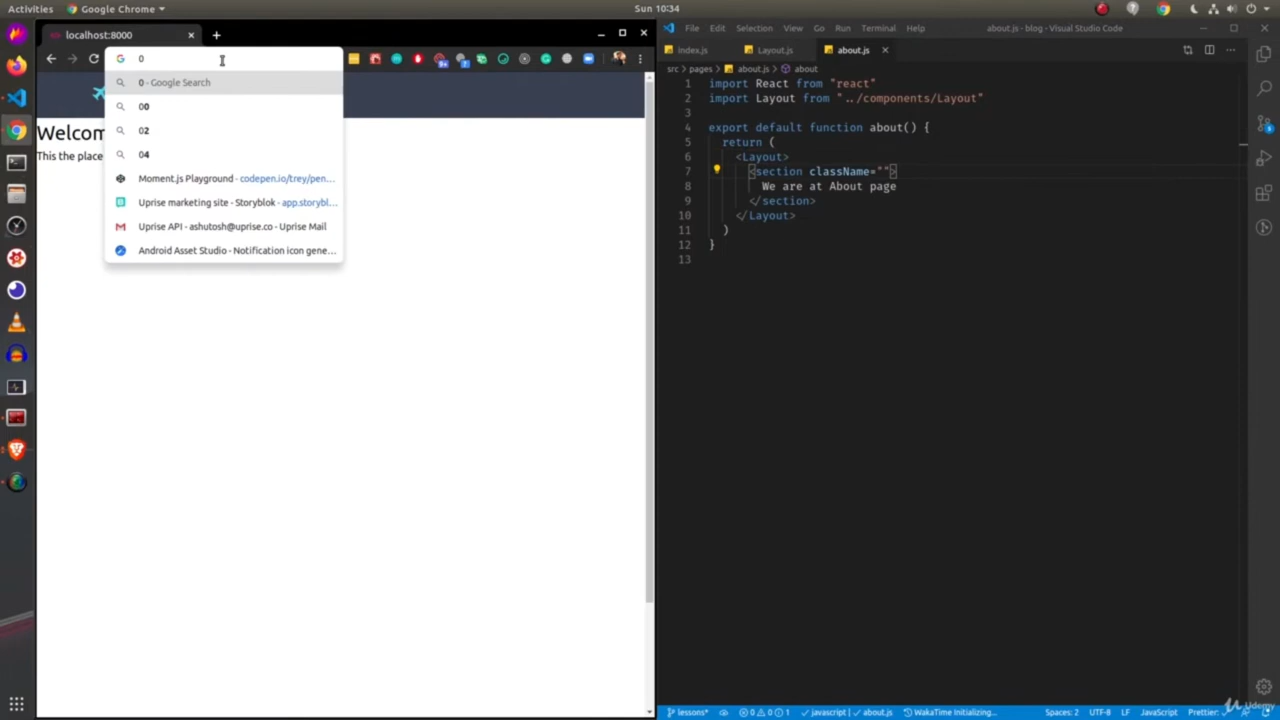 Activities
Google Chrome
Sun 10:34
localhost:8000
0
0 - Google Search
00
02
04
Moment.js Playground - codepen.io/trey/pen...
Uprise marketing site - Storyblok - app.storybl...
Uprise API - ashutosh@uprise.co - Uprise Mail
Android Asset Studio - Notification icon gene...
Welcom
This the place
File Edit Selection View Go Run Terminal Help
about.js - blog - Visual Studio Code
index.js
Layout.js
about.js
src > pages > about.js > about
1 import React from "react"
2 import Layout from "../components/Layout"
3
4 export default function about() {
5 return (
6 <Layout>
7 <section className="">
8 We are at About page
9 </section>
10 </Layout>
11 )
12 }
13
lessons*
0 0 1
javascript | about.js
WakaTime Initializing...
Spaces: 2
UTF-8
LF
JavaScript
Prettier:
Udemy